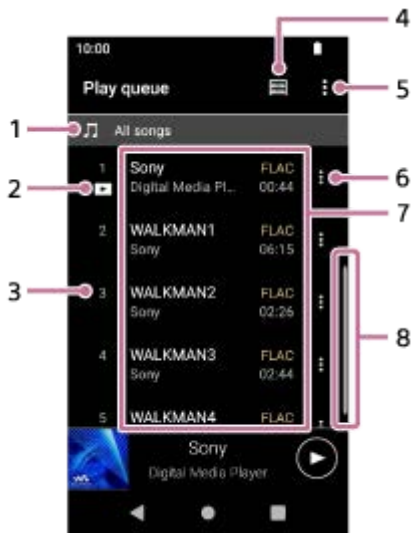 4
10:00
Play queue
5
1
All songs
1 Sony FLAC
6
2
Digital Media Pl... 00:44
7
2 WALKMAN1 FLAC
Sony 06:15
3
3 WALKMAN2 FLAC
Sony 02:26
8
4 WALKMAN3 FLAC
Sony 02:44
5 WALKMAN4 FLAC
Sony
Digital Media Player